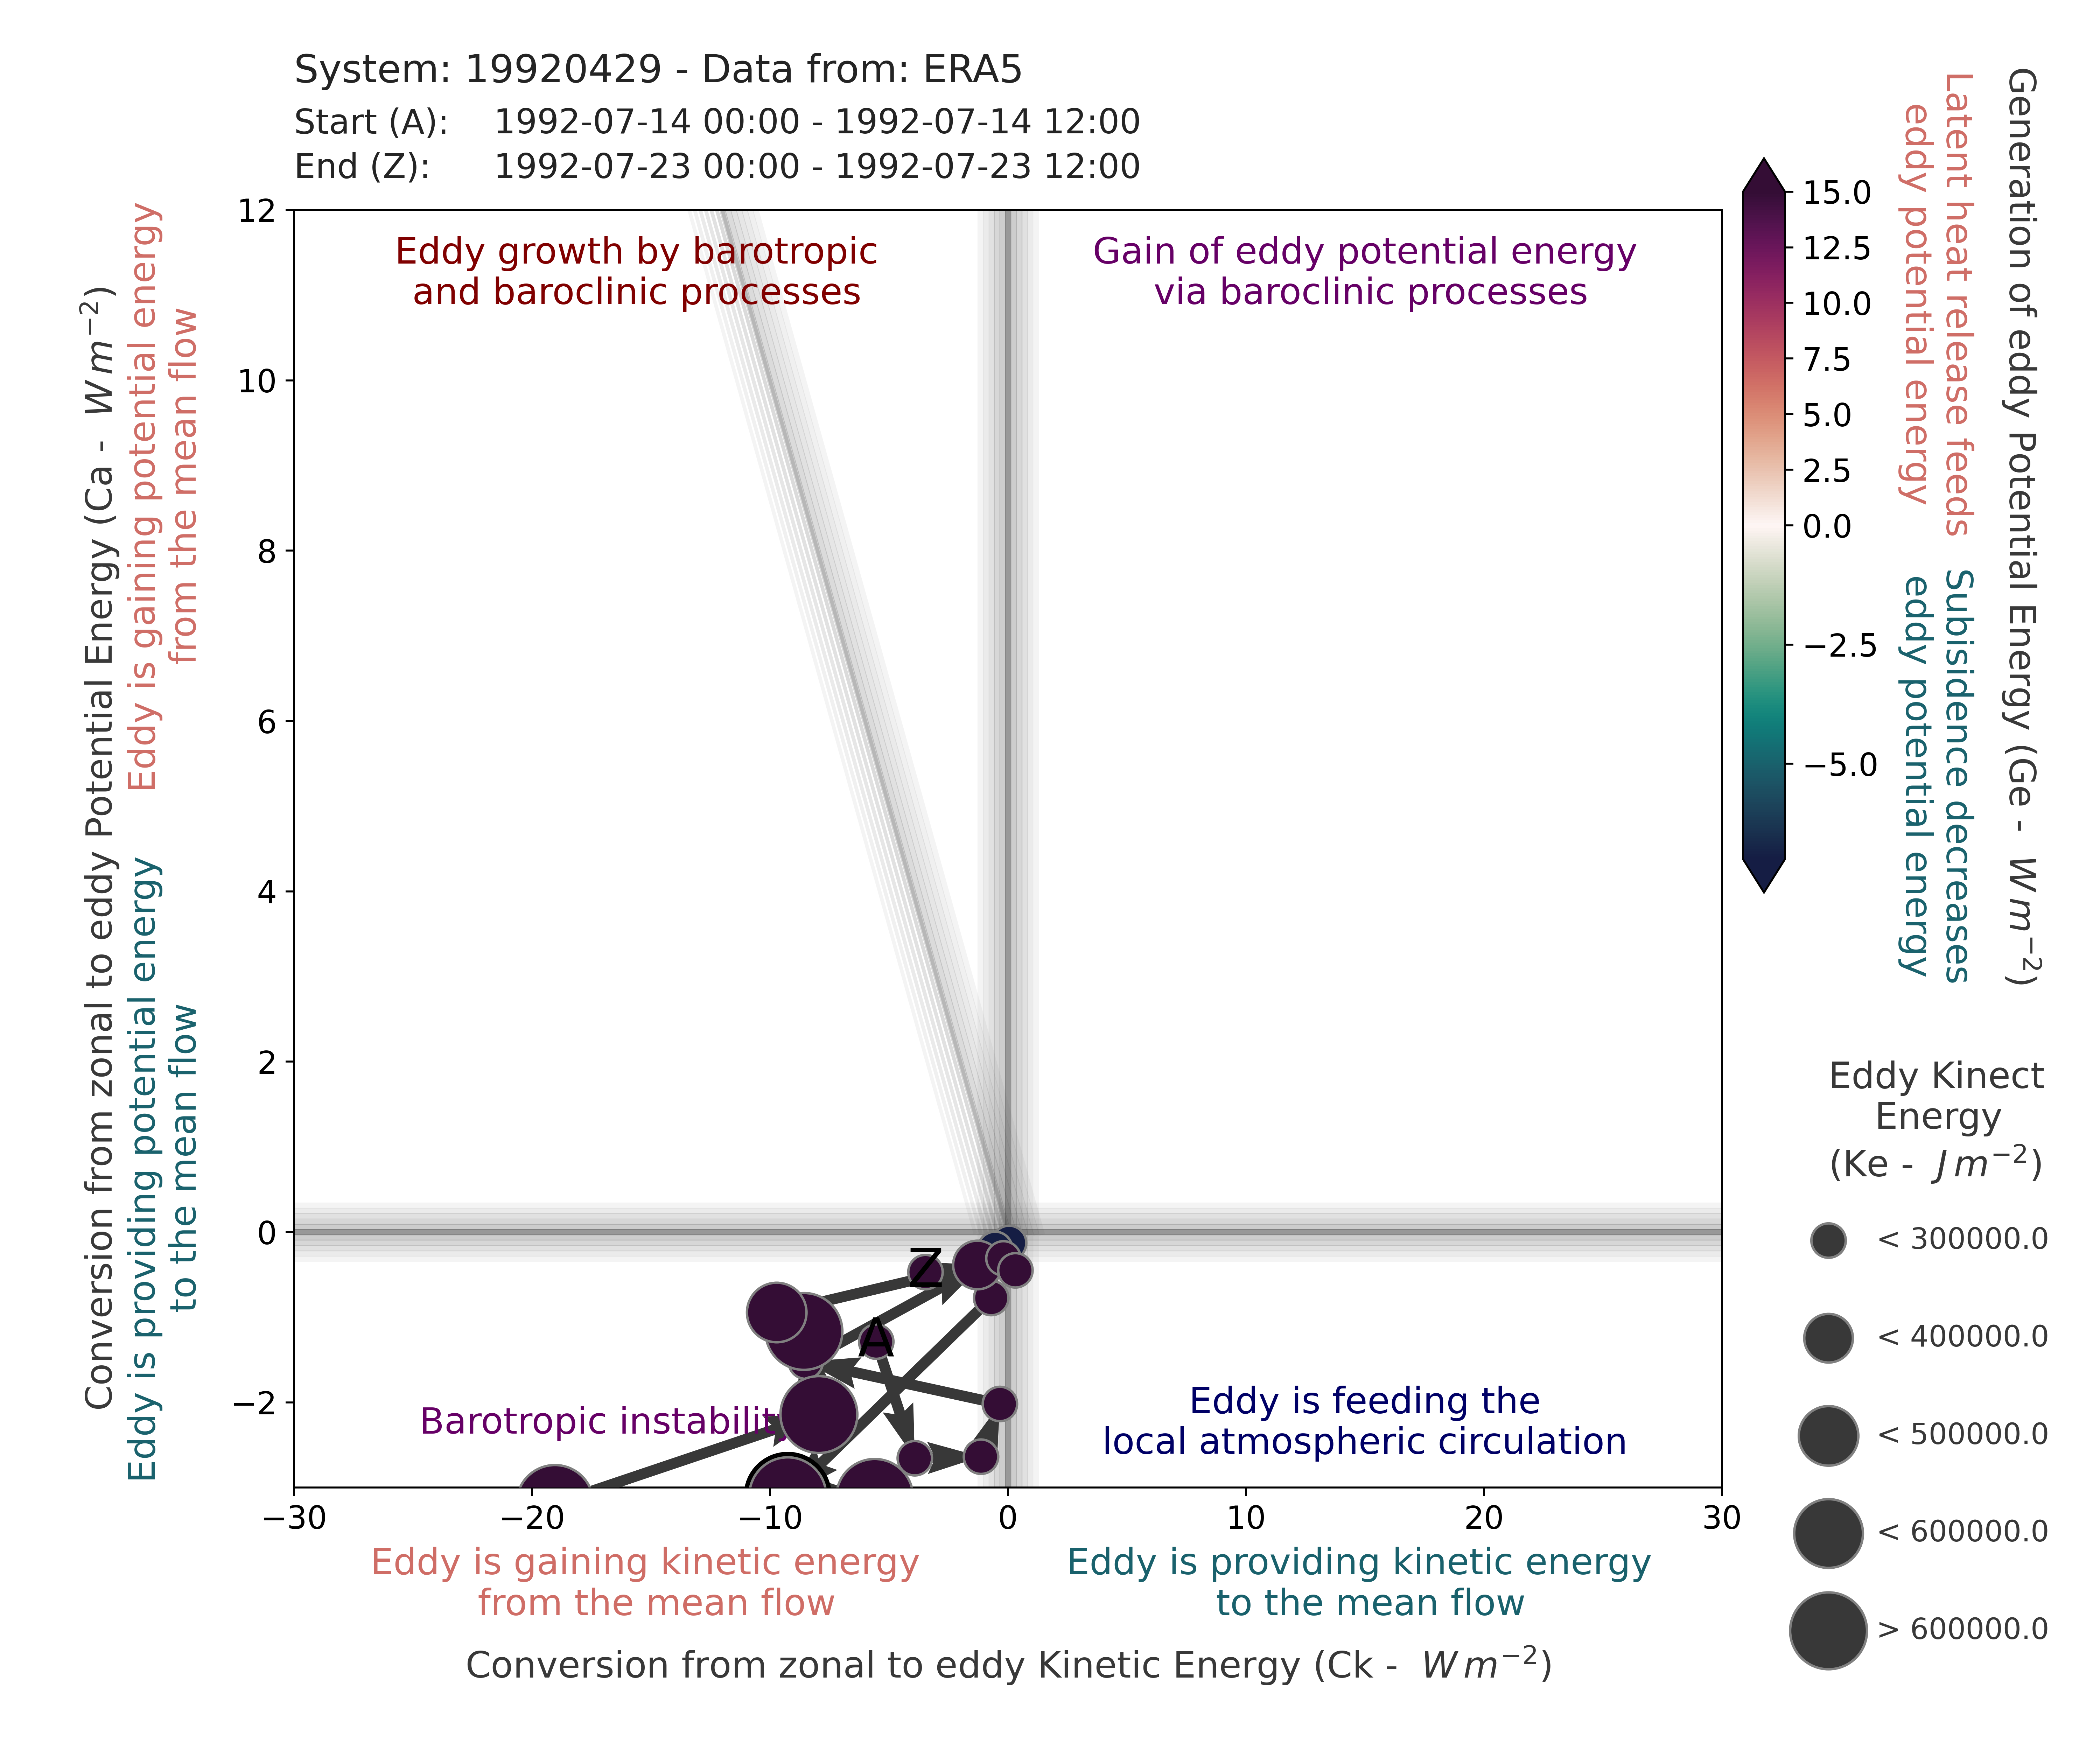 System: 19920429 - Data from: ERA5
Start (A): 1992-07-14 00:00 - 1992-07-14 12:00
End (Z): 1992-07-23 00:00 - 1992-07-23 12:00
Conversion from zonal to eddy Potential Energy (Ca - W m⁻²)
Eddy is gaining potential energy
from the mean flow
Eddy is providing potential energy
to the mean flow
12
10
8
6
4
2
0
−2
Eddy growth by barotropic
and baroclinic processes
Gain of eddy potential energy
via baroclinic processes
Z
A
Barotropic instability
Eddy is feeding the
local atmospheric circulation
−30
−20
−10
0
10
20
30
Eddy is gaining kinetic energy
from the mean flow
Eddy is providing kinetic energy
to the mean flow
Conversion from zonal to eddy Kinetic Energy (Ck - W m⁻²)
15.0
12.5
10.0
7.5
5.0
2.5
0.0
−2.5
−5.0
Latent heat release feeds
eddy potential energy
Subisidence decreases
eddy potential energy
Generation of eddy Potential Energy (Ge - W m⁻²)
Eddy Kinect
Energy
(Ke - J m⁻²)
< 300000.0
< 400000.0
< 500000.0
< 600000.0
> 600000.0